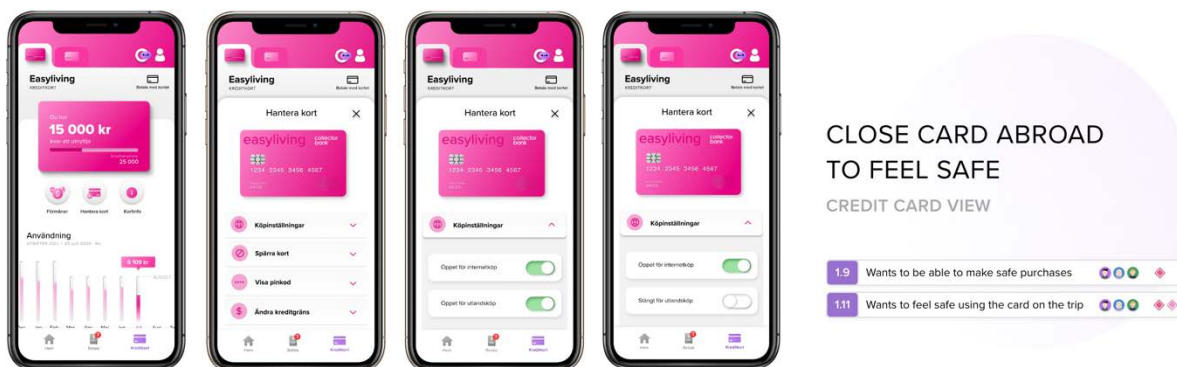 Easyliving
KREDITKORT
Betala med kortet
Du har
15 000 kr
kvar att utnyttja
25 000
Förmåner
Hantera kort
Kortinfo
Användning
5 109 kr
BUDGET
Hem
Betala
Kreditkort
Easyliving
KREDITKORT
Betala med kortet
Hantera kort
easyliving
collector
bank
1234 2345 3456 4567
Köpinställningar
Spärra kort
Visa pinkod
Ändra kreditgräns
Hem
Betala
Kreditkort
Easyliving
KREDITKORT
Betala med kortet
Hantera kort
easyliving
collector
bank
1234 2345 3456 4567
Köpinställningar
Öppet för internetköp
Öppet för utlandsköp
Hem
Betala
Kreditkort
Easyliving
KREDITKORT
Betala med kortet
Hantera kort
easyliving
collector
bank
1234 2345 3456 4567
Köpinställningar
Öppet för internetköp
Stängt för utlandsköp
Hem
Betala
Kreditkort
CLOSE CARD ABROAD
TO FEEL SAFE
CREDIT CARD VIEW
1.9 Wants to be able to make safe purchases
1.11 Wants to feel safe using the card on the trip